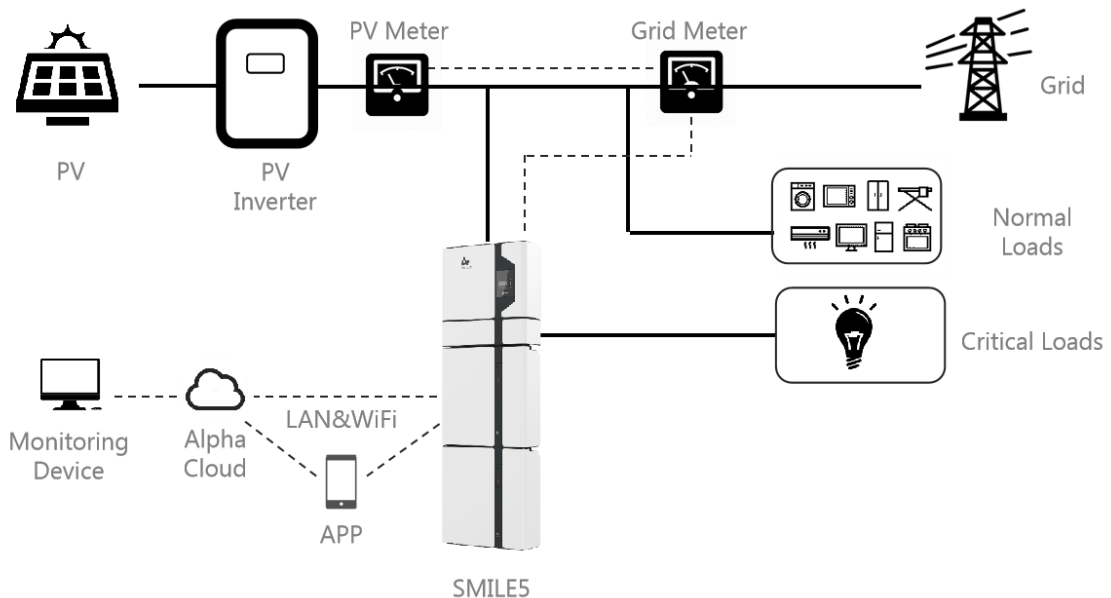 PV Meter
Grid Meter
Grid
PV
PV
Inverter
Normal
Loads
Critical Loads
LAN&WiFi
Monitoring
Device
Alpha
Cloud
APP
SMILE5